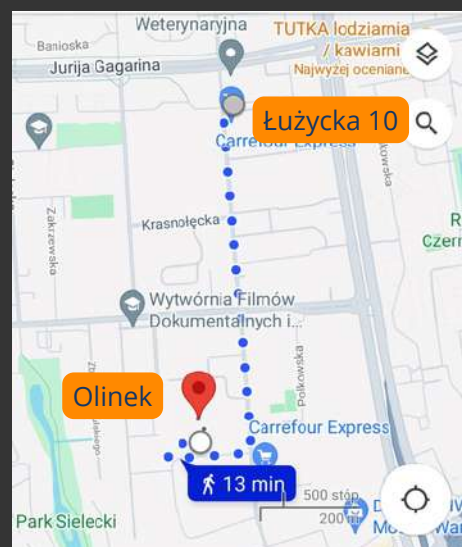 Weterynaryjna
TUTKA lodziarnia
/ kawiarni
Najwyżej oceniane
Banioska
Jurija Gagarina
Łużycka 10
Carrefour Express
Zakrzewska
Krasnołęcka
Wytwórnia Filmów
Dokumentalnych i...
Polkowska
Olinek
Carrefour Express
13 min
500 stóp
200 m
Park Sielecki